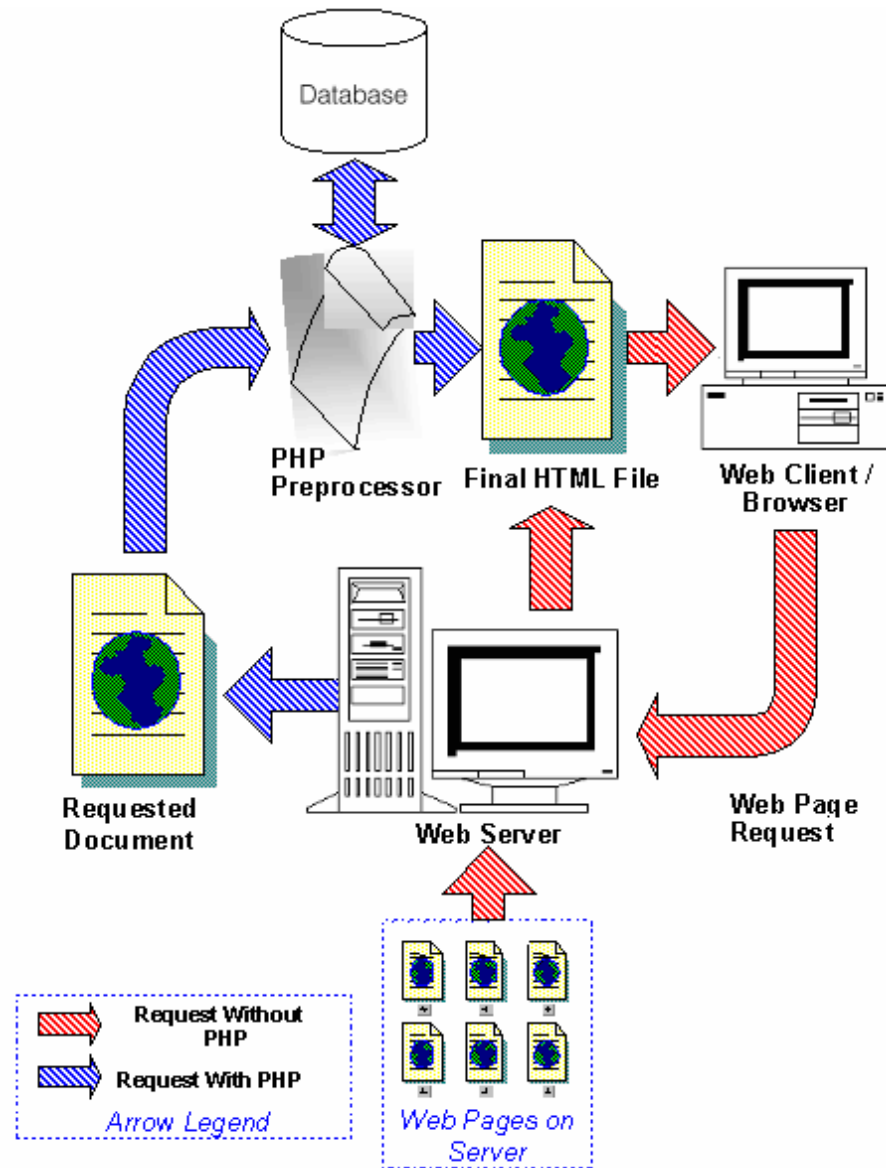 Database
PHP
Preprocessor
Final HTML File
Web Client /
Browser
Requested
Document
Web Server
Web Page
Request
Request Without
PHP
Request With PHP
Arrow Legend
Web Pages on
Server